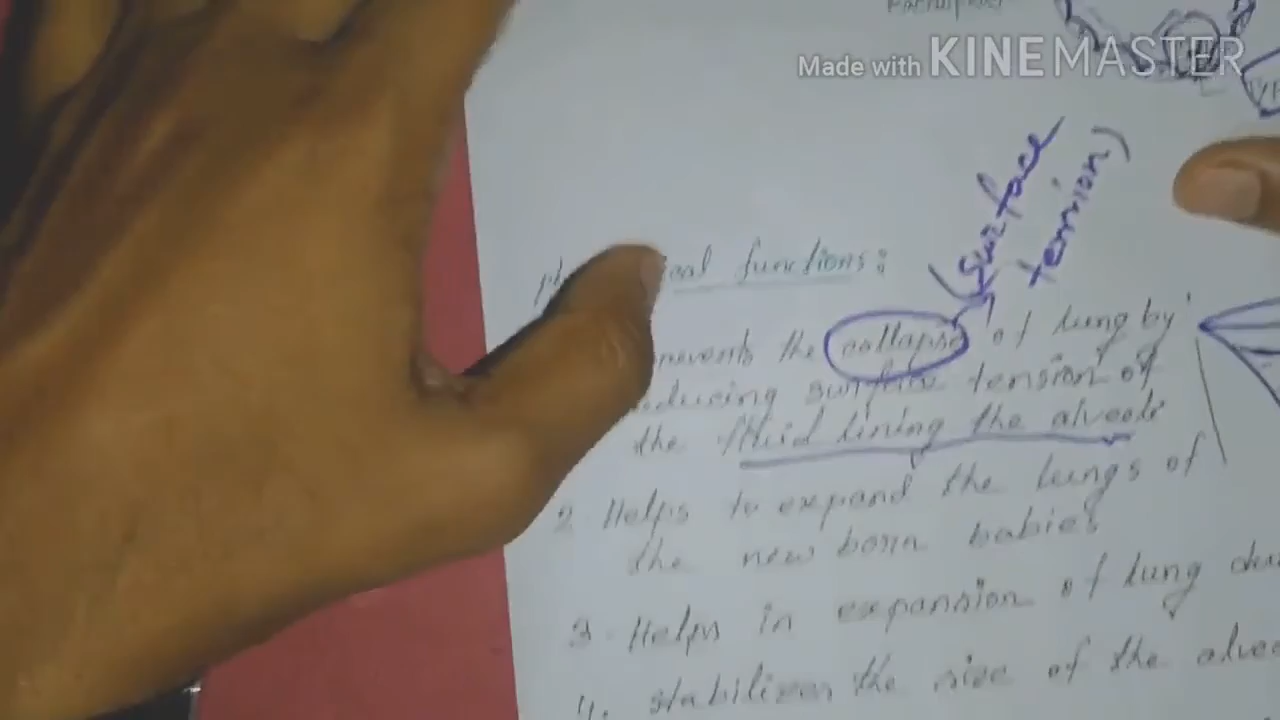 Made with KINEMASTER
(surface
tension)
functions:
the collapse of lung by
surface tension of
the fluid lining the alveoli
2 Helps to expand the lungs of
the new born babies
3. Helps in expansion of lung
4. stabilizes the size of the